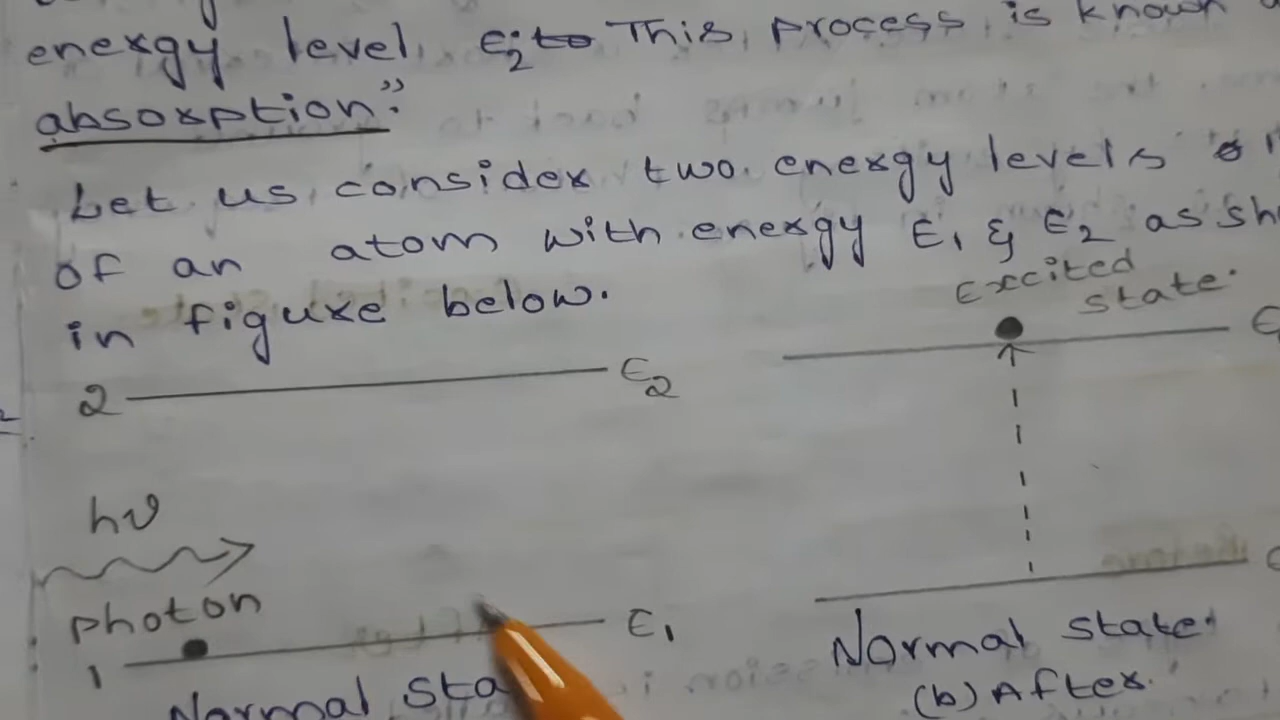 energy level, E2 to This, process, is known
absorption".
Let us, consider two energy levels of
of an atom with energy E1 & E2 as sh
in figure below.
Excited
state.
2 E2
hν
photon
1 E1
Normal Sta
Normal state.
(b) After.